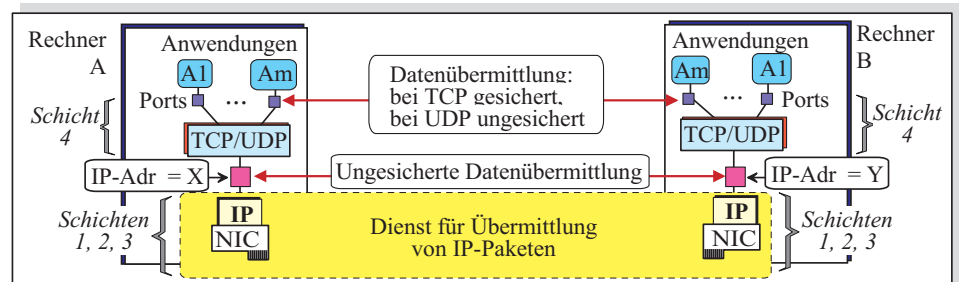 Rechner
A
Anwendungen
A1
Am
...
Ports
Schicht
4
TCP/UDP
IP-Adr = X
Schichten
1, 2, 3
IP
NIC
Datenübermittlung:
bei TCP gesichert,
bei UDP ungesichert
Ungesicherte Datenübermittlung
Dienst für Übermittlung
von IP-Paketen
Rechner
B
Anwendungen
Am
A1
...
Ports
Schicht
4
TCP/UDP
IP-Adr = Y
Schichten
1, 2, 3
IP
NIC